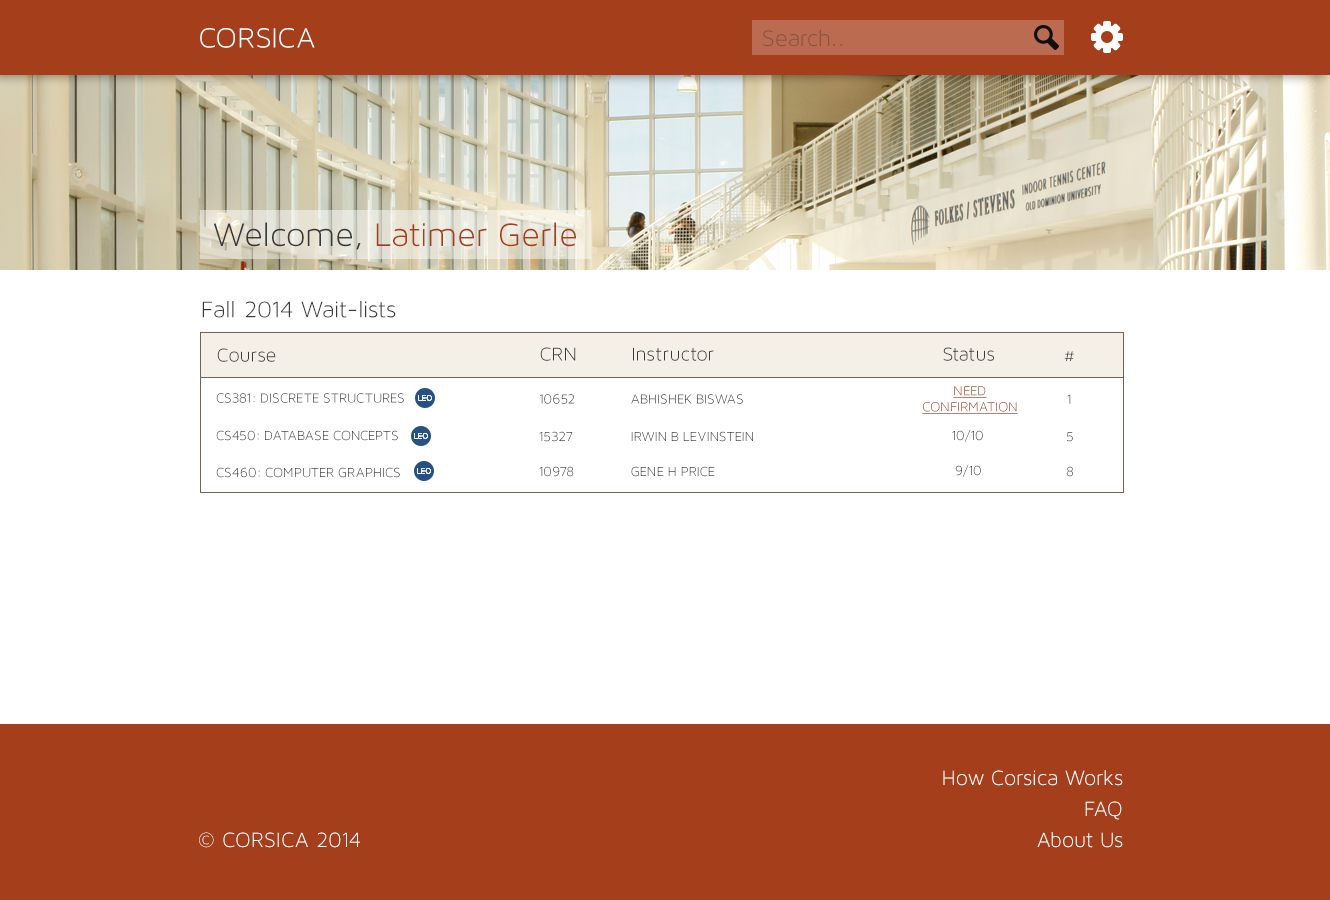 CORSICA
Search..
FOLKES / STEVENS INDOOR TENNIS CENTER
OLD DOMINION UNIVERSITY
Welcome, Latimer Gerle
Fall 2014 Wait-lists
Course CRN Instructor Status #
CS381: DISCRETE STRUCTURES LEO 10652 ABHISHEK BISWAS NEED CONFIRMATION 1
CS450: DATABASE CONCEPTS LEO 15327 IRWIN B LEVINSTEIN 10/10 5
CS460: COMPUTER GRAPHICS LEO 10978 GENE H PRICE 9/10 8
How Corsica Works
FAQ
© CORSICA 2014
About Us